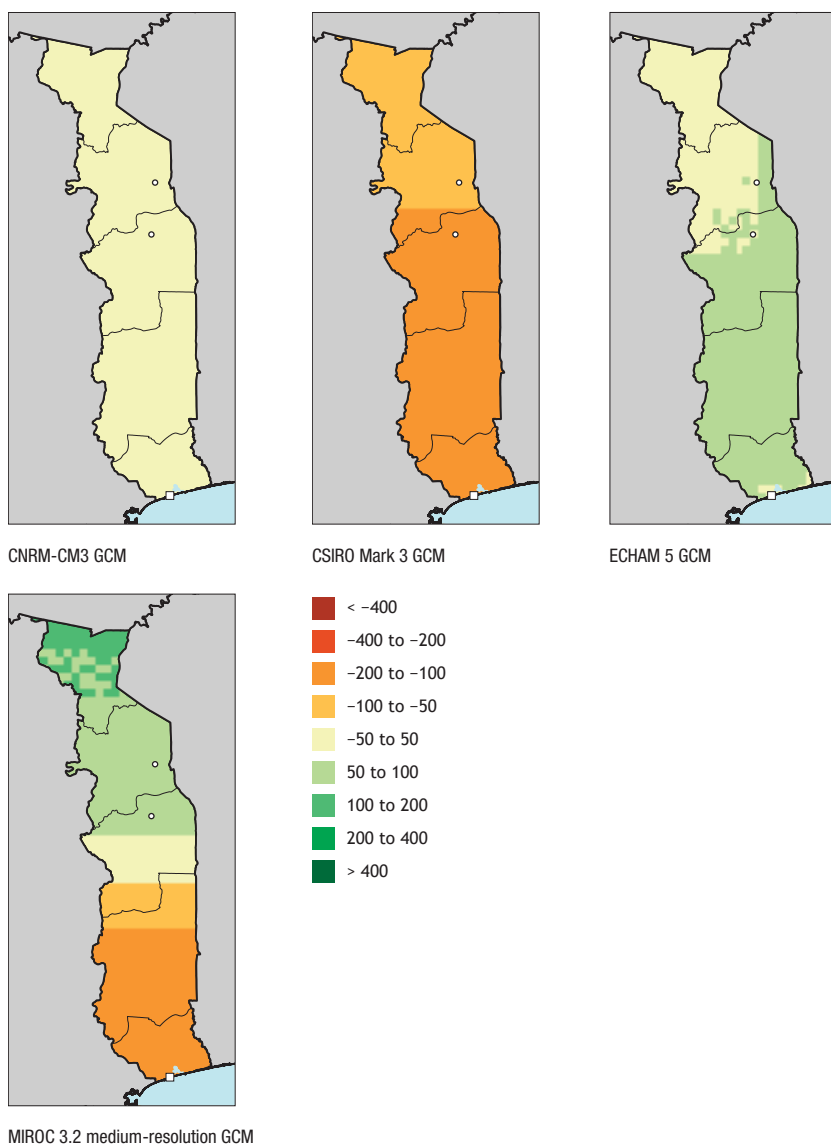 CNRM-CM3 GCM
CSIRO Mark 3 GCM
ECHAM 5 GCM
< −400
−400 to −200
−200 to −100
−100 to −50
−50 to 50
50 to 100
100 to 200
200 to 400
> 400
MIROC 3.2 medium-resolution GCM